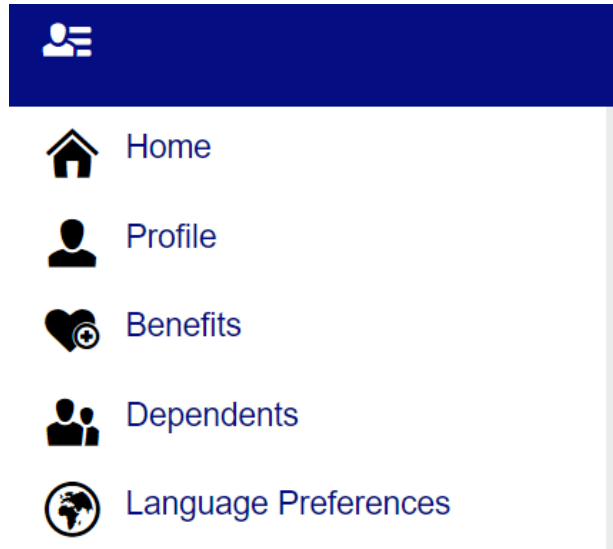 Home
Profile
Benefits
Dependents
Language Preferences